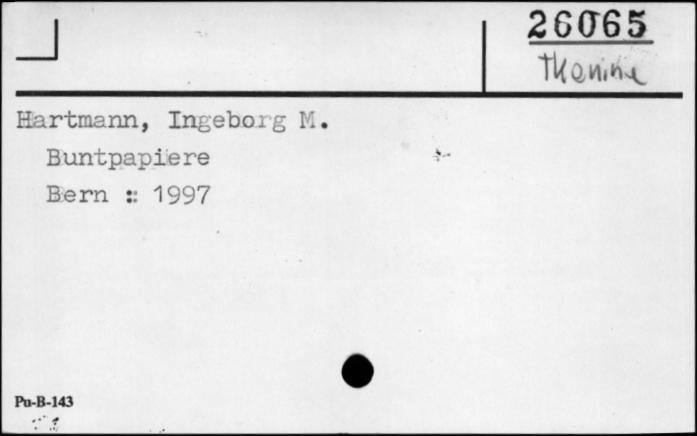 26065
Hartmann, Ingeborg M.
Buntpapiere
Bern :: 1997
Pu-B-143